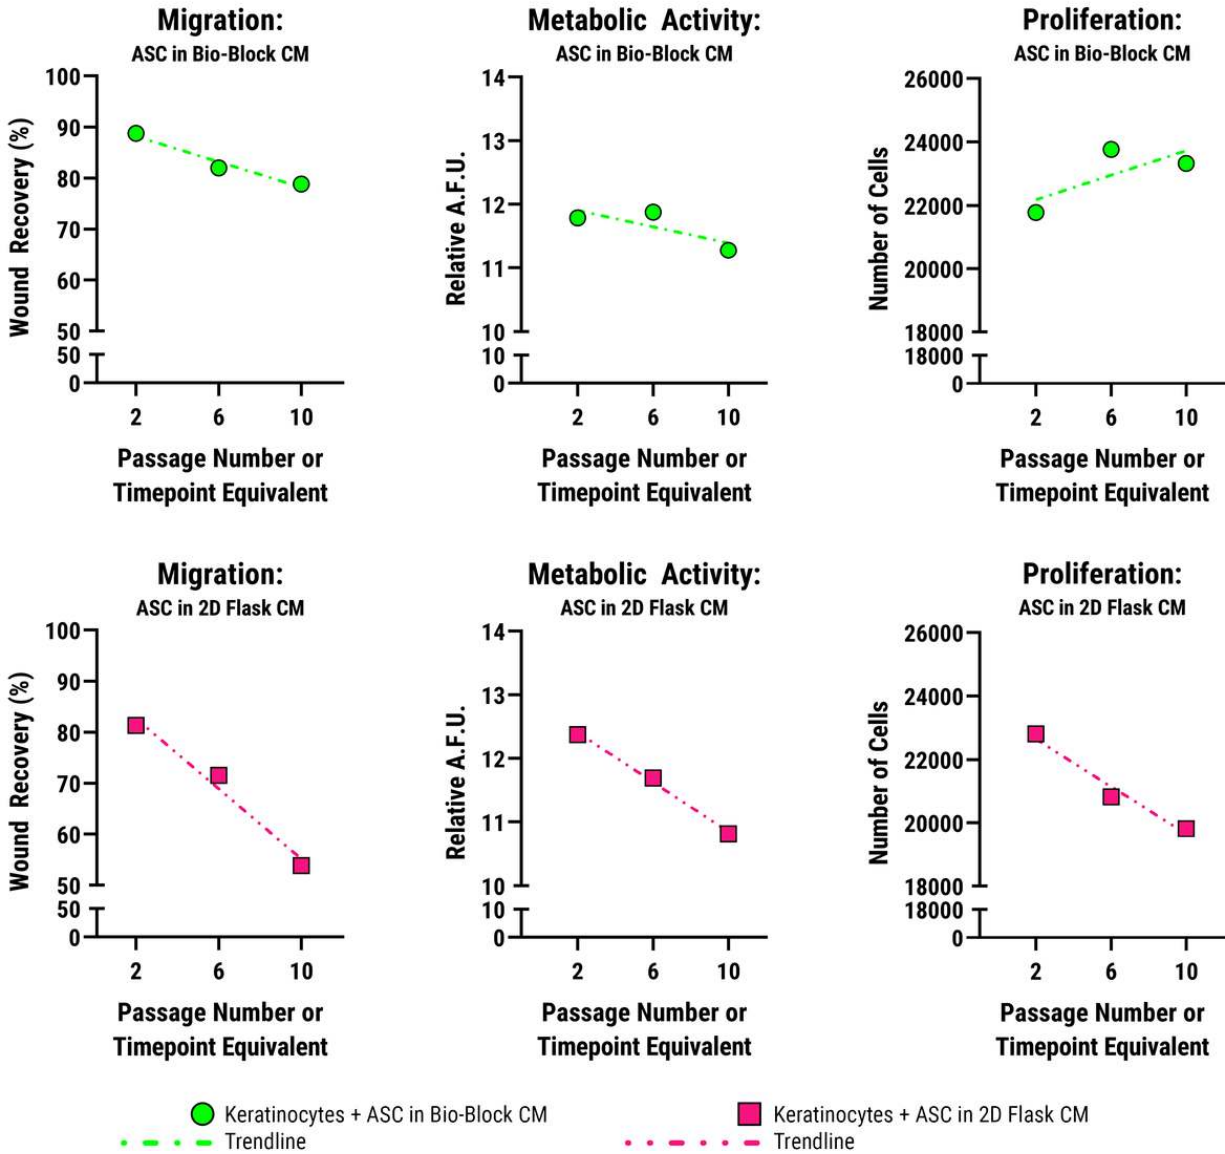 Migration:
ASC in Bio-Block CM
Wound Recovery (%)
100
90
80
70
60
50
50
0
2 6 10
Passage Number or
Timepoint Equivalent
Metabolic Activity:
ASC in Bio-Block CM
Relative A.F.U.
14
13
12
11
10
10
0
2 6 10
Passage Number or
Timepoint Equivalent
Proliferation:
ASC in Bio-Block CM
Number of Cells
26000
24000
22000
20000
18000
18000
0
2 6 10
Passage Number or
Timepoint Equivalent
Migration:
ASC in 2D Flask CM
Wound Recovery (%)
100
90
80
70
60
50
50
0
2 6 10
Passage Number or
Timepoint Equivalent
Metabolic Activity:
ASC in 2D Flask CM
Relative A.F.U.
14
13
12
11
10
10
0
2 6 10
Passage Number or
Timepoint Equivalent
Proliferation:
ASC in 2D Flask CM
Number of Cells
26000
24000
22000
20000
18000
18000
0
2 6 10
Passage Number or
Timepoint Equivalent
Keratinocytes + ASC in Bio-Block CM
Trendline
Keratinocytes + ASC in 2D Flask CM
Trendline